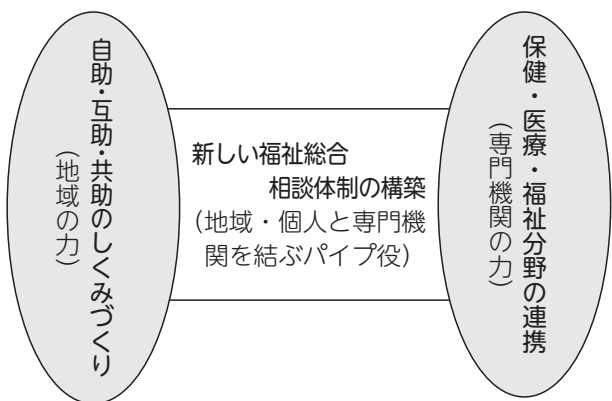 自助・互助・共助のしくみづくり
(地域の力)
新しい福祉総合
相談体制の構築
(地域・個人と専門機
関を結ぶパイプ役)
保健・医療・福祉分野の連携
(専門機関の力)